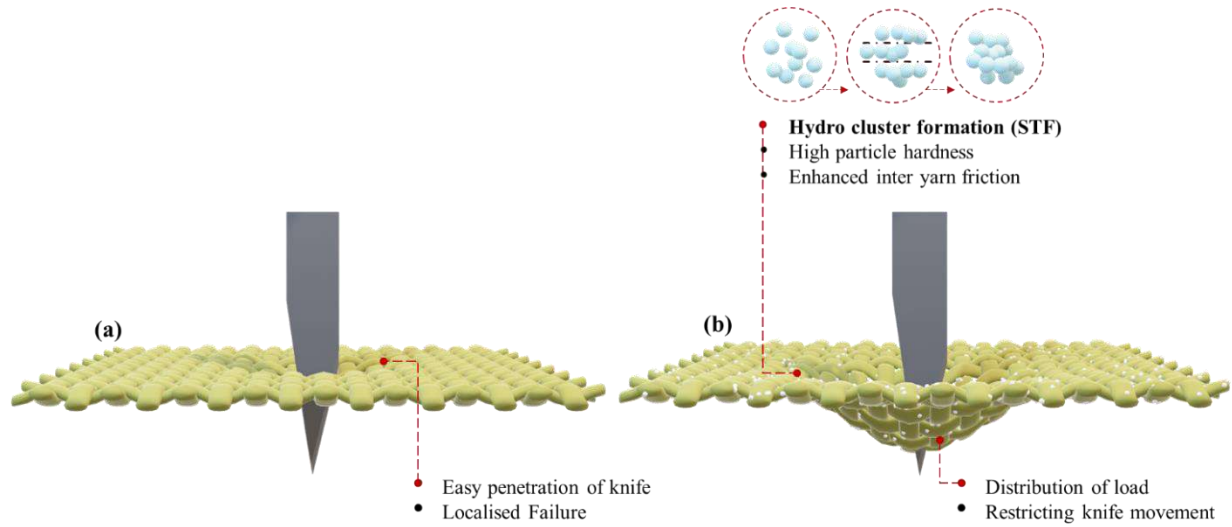 Hydro cluster formation (STF)
High particle hardness
Enhanced inter yarn friction
(a)
(b)
Easy penetration of knife
Localised Failure
Distribution of load
Restricting knife movement